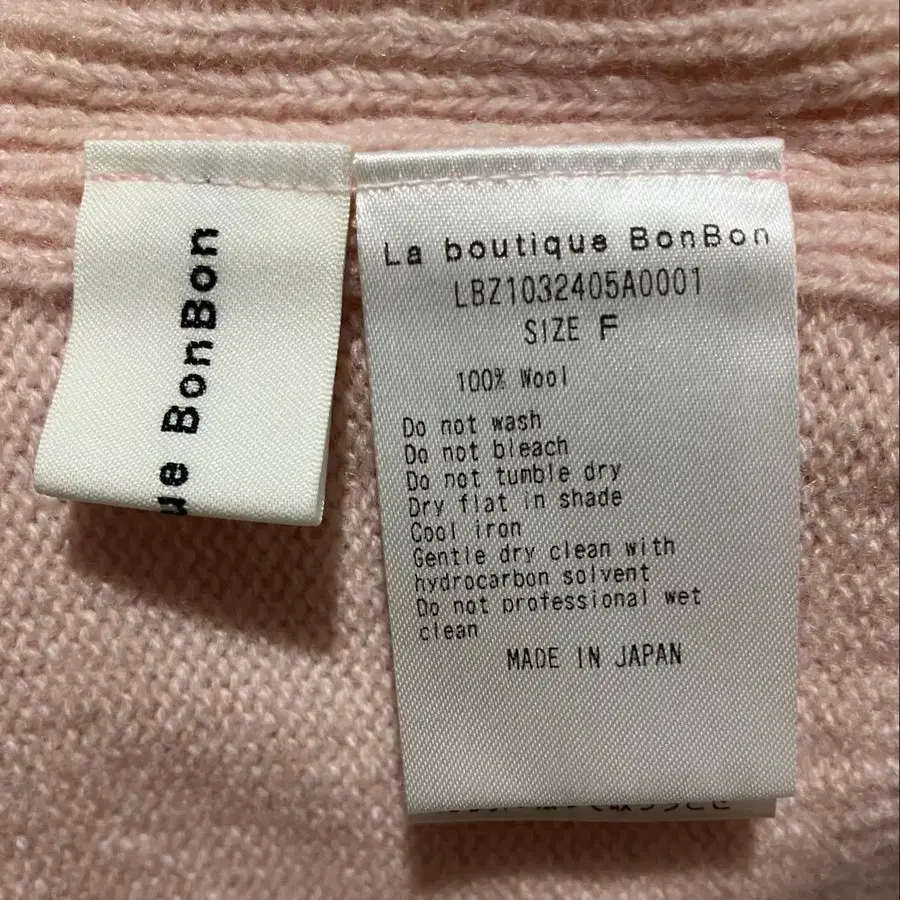 ue BonBon
La boutique BonBon
LBZ1032405A0001
SIZE F
100% Wool
Do not wash
Do not bleach
Do not tumble dry
Dry flat in shade
Cool iron
Gentle dry clean with
hydrocarbon solvent
Do not professional wet
clean
MADE IN JAPAN